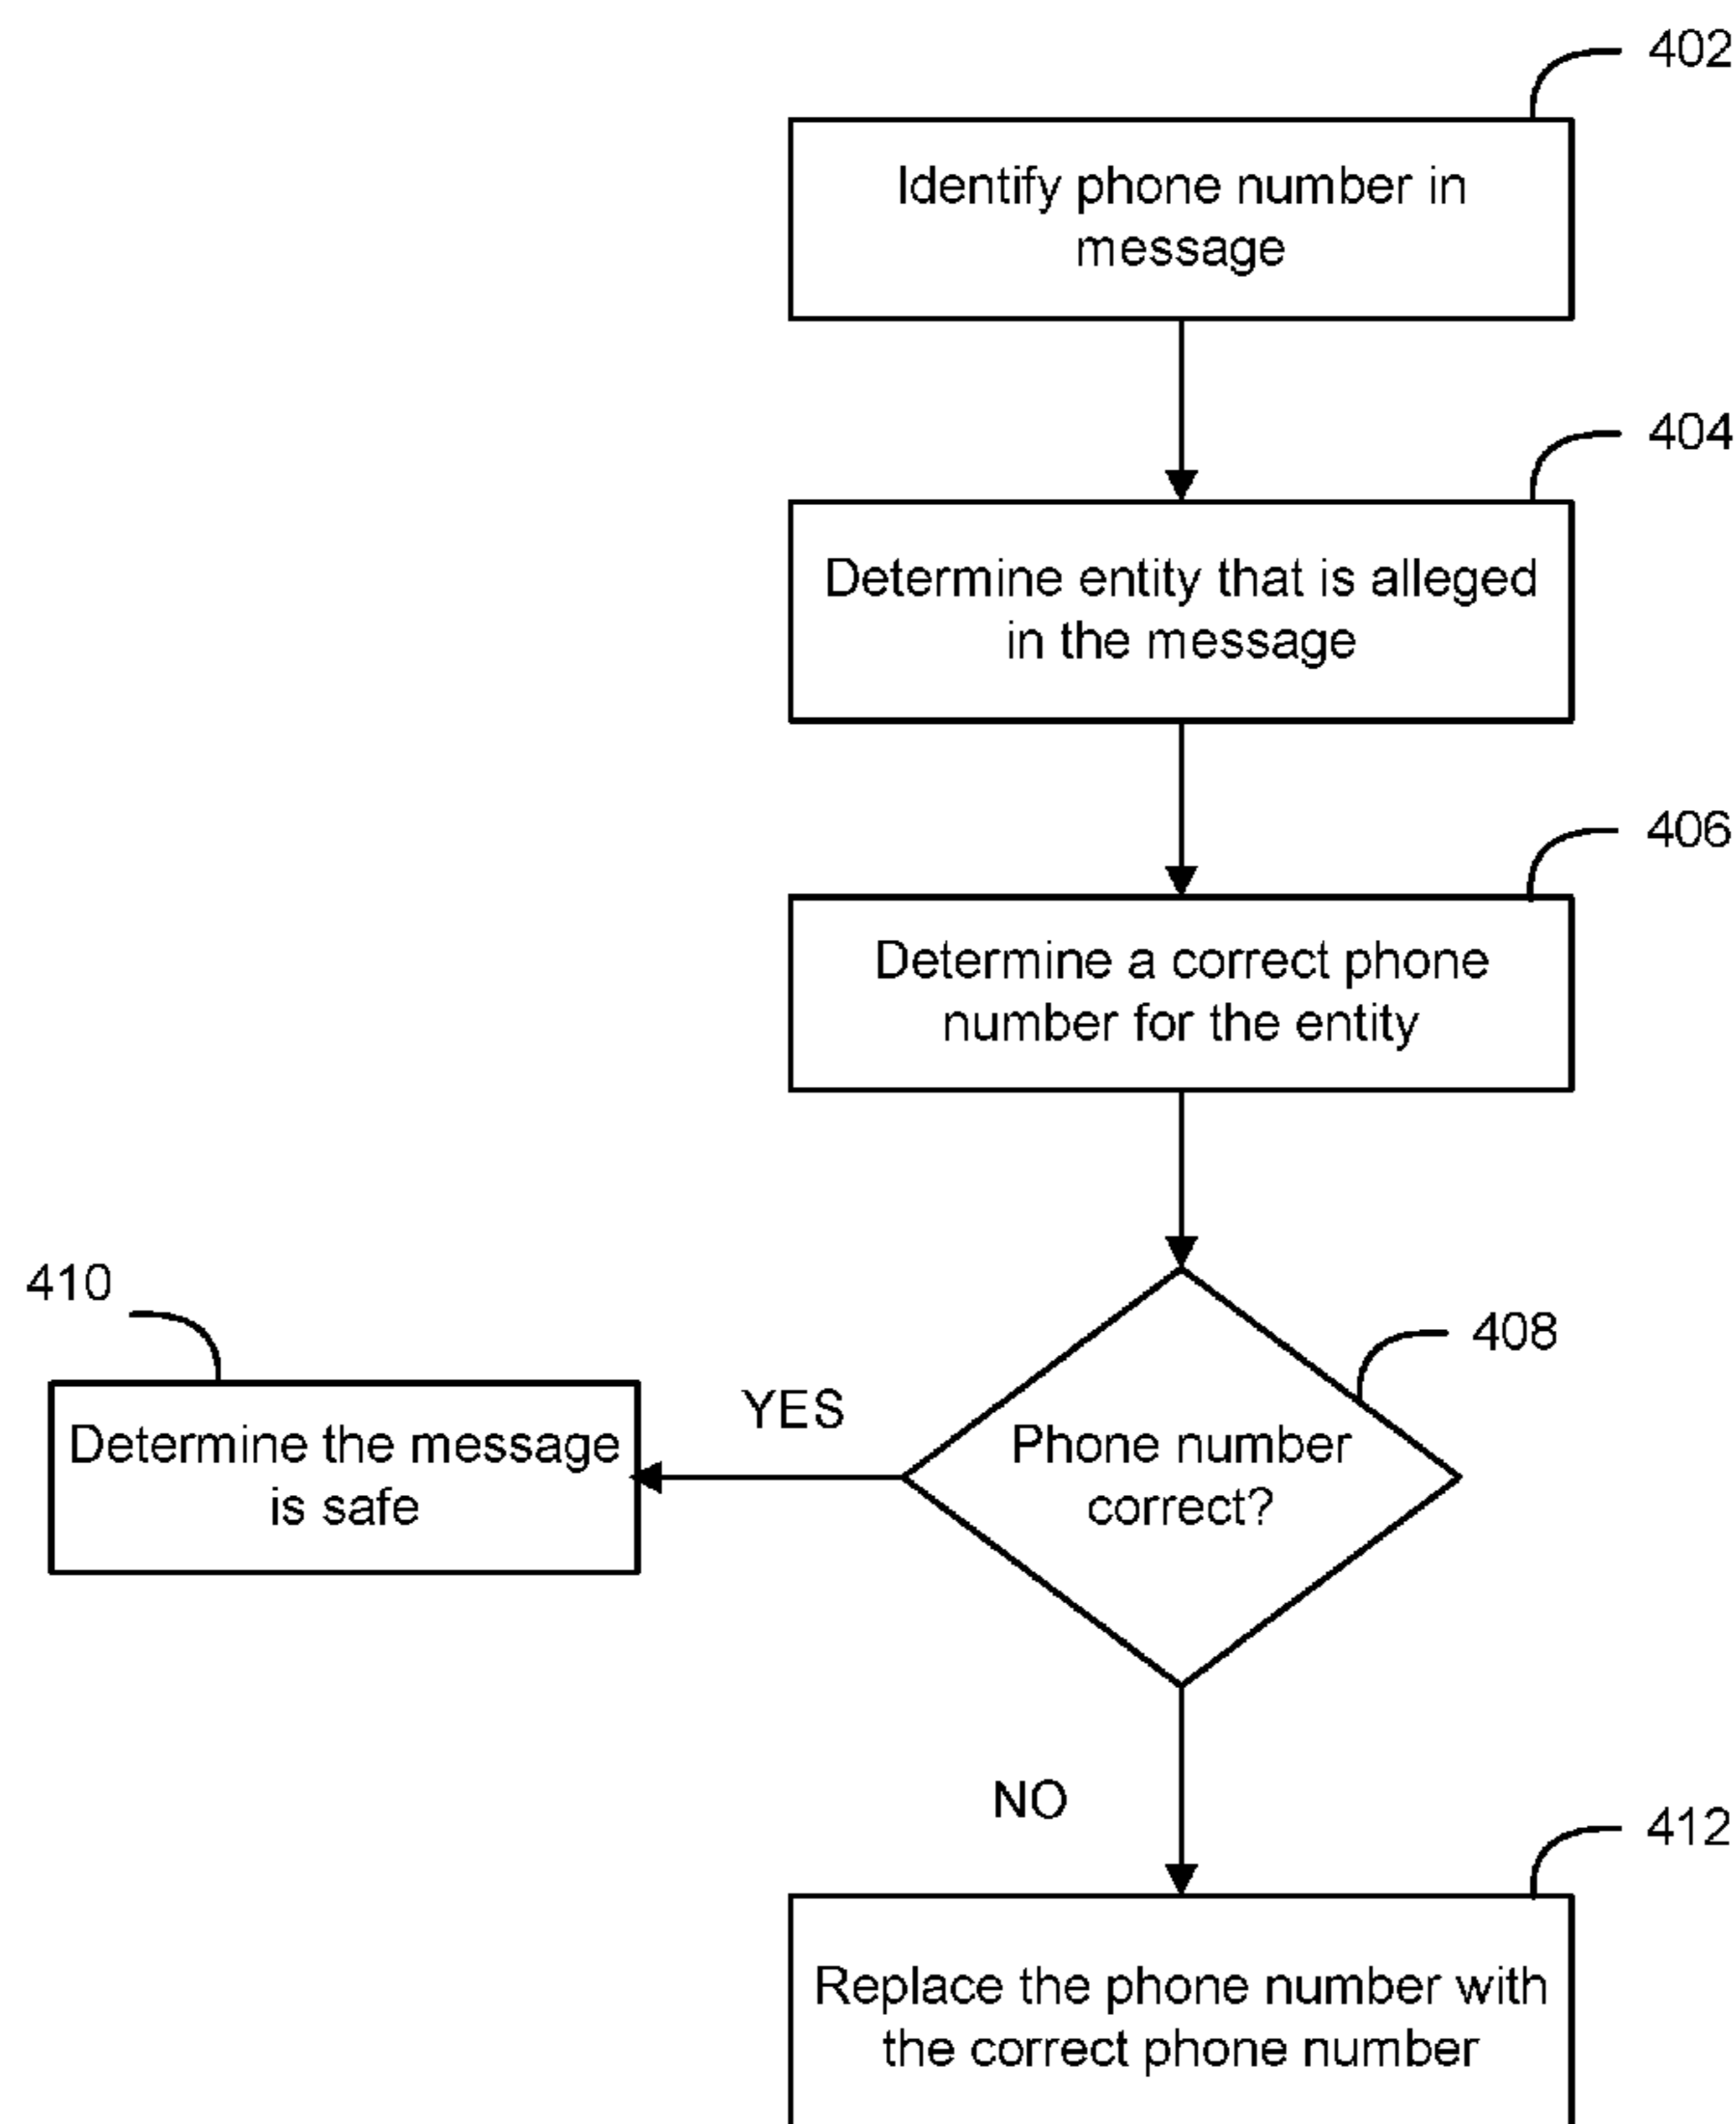 402
Identify phone number in
message
404
Determine entity that is alleged
in the message
406
Determine a correct phone
number for the entity
410
408
YES
Phone number
correct?
Determine the message
is safe
NO
412
Replace the phone number with
the correct phone number